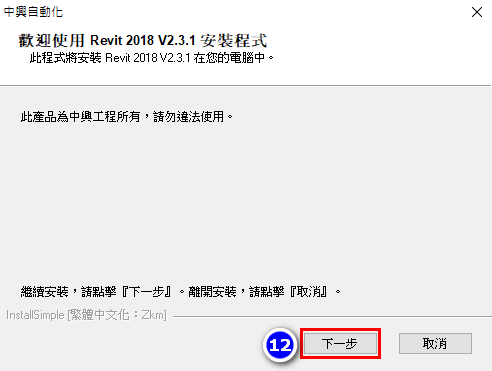 中興自動化
歡迎使用 Revit 2018 V2.3.1 安裝程式
此程式將安裝 Revit 2018 V2.3.1 在您的電腦中。
此產品為中興工程所有，請勿違法使用。
繼續安裝，請點擊『下一步』。離開安裝，請點擊『取消』。
InstallSimple [繁體中文化：Zkm]
12 下一步 取消